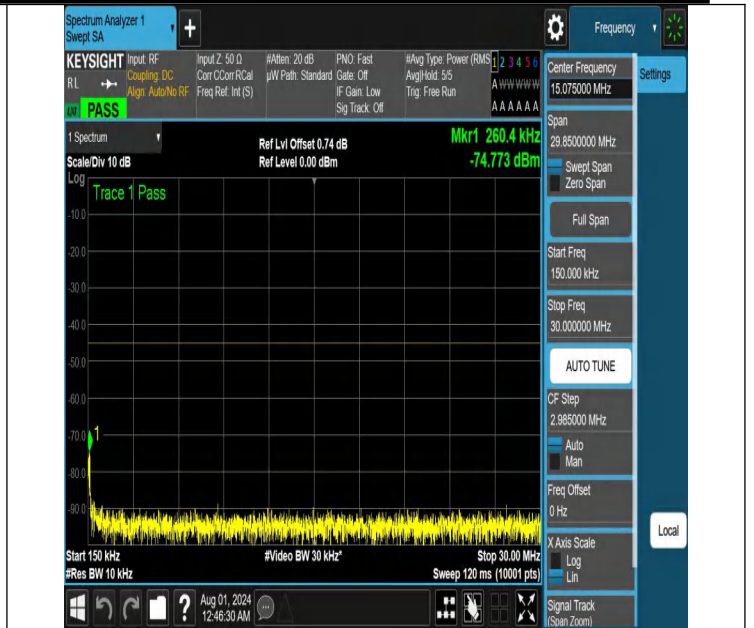 Spectrum Analyzer 1
Swept SA
+
Frequency
KEYSIGHT
RL
PASS
Input: RF
Coupling: DC
Align: Auto/No RF
Input Z: 50 Ω
Corr CCorr RCal
Freq Ref: Int (S)
#Atten: 20 dB
µW Path: Standard
PNO: Fast
Gate: Off
IF Gain: Low
Sig Track: Off
#Avg Type: Power (RMS
Avg|Hold: 5/5
Trig: Free Run
1 2 3 4 5 6
A W W W W W
A A A A A A
1 Spectrum
Scale/Div 10 dB
Ref Lvl Offset 0.74 dB
Ref Level 0.00 dBm
Mkr1 260.4 kHz
-74.773 dBm
Log
Trace 1 Pass
-10.0
-20.0
-30.0
-40.0
-50.0
-60.0
-70.0
1
-80.0
-90.0
Start 150 kHz
#Video BW 30 kHz*
Stop 30.00 MHz
#Res BW 10 kHz
Sweep 120 ms (10001 pts)
Center Frequency
15.075000 MHz
Settings
Span
29.8500000 MHz
Swept Span
Zero Span
Full Span
Start Freq
150.000 kHz
Stop Freq
30.000000 MHz
AUTO TUNE
CF Step
2.985000 MHz
Auto
Man
Freq Offset
0 Hz
X Axis Scale
Log
Lin
Local
Signal Track
(Span Zoom)
?
Aug 01, 2024
12:46:30 AM